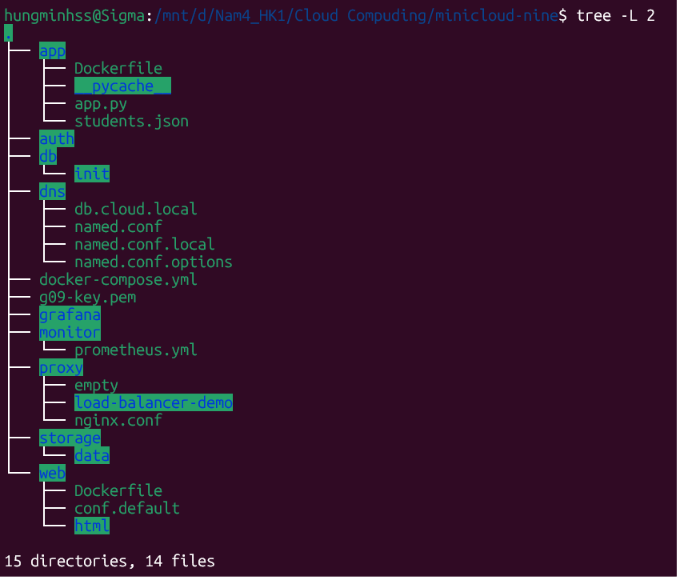 hungminhss@Sigma:/mnt/d/Nam4_HK1/Cloud Compuding/minicloud-nine$ tree -L 2
.
├── app
│   ├── Dockerfile
│   ├── __pycache__
│   ├── app.py
│   └── students.json
├── auth
├── db
│   └── init
├── dns
│   ├── db.cloud.local
│   ├── named.conf
│   ├── named.conf.local
│   └── named.conf.options
├── docker-compose.yml
├── g09-key.pem
├── grafana
├── monitor
│   └── prometheus.yml
├── proxy
│   ├── empty
│   ├── load-balancer-demo
│   └── nginx.conf
├── storage
│   └── data
└── web
    ├── Dockerfile
    ├── conf.default
    └── html
15 directories, 14 files